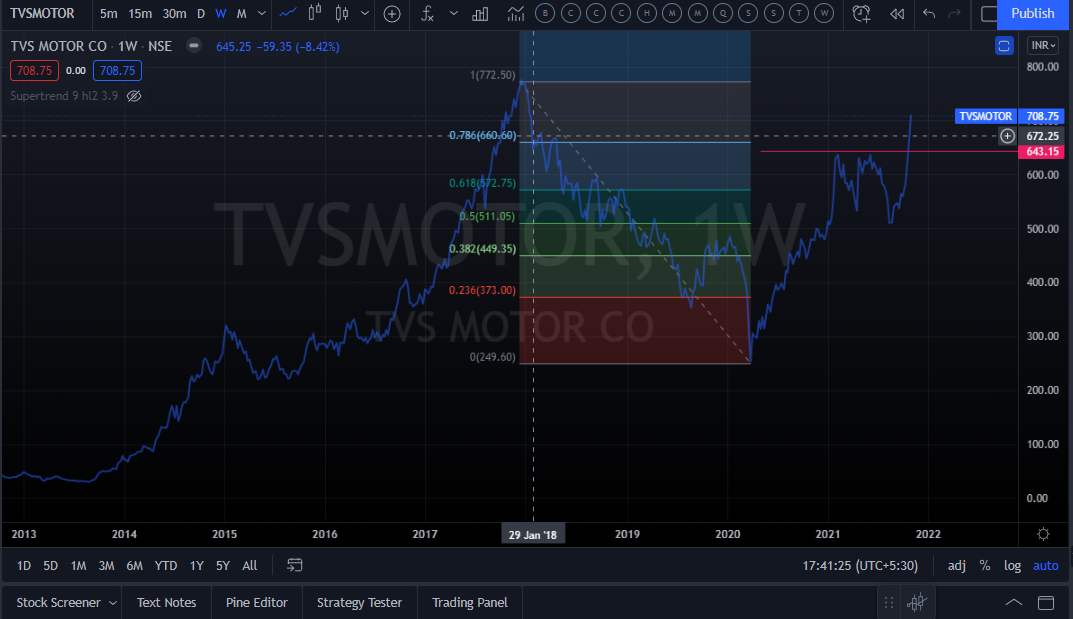 TVSMOTOR 5m 15m 30m D W M B C C C H M M Q S S T W Publish
TVS MOTOR CO · 1W · NSE 645.25 −59.35 (−8.42%) INR
708.75 0.00 708.75
Supertrend 9 hl2 3.9
TVSMOTOR, 1W
TVS MOTOR CO
1(772.50)
0.786(660.60)
0.618(572.75)
0.5(511.05)
0.382(449.35)
0.236(373.00)
0(249.60)
800.00
TVSMOTOR 708.75
672.25
643.15
600.00
500.00
400.00
300.00
200.00
100.00
0.00
2013 2014 2015 2016 2017 29 Jan '18 2019 2020 2021 2022
1D 5D 1M 3M 6M YTD 1Y 5Y All 17:41:25 (UTC+5:30) adj % log auto
Stock Screener Text Notes Pine Editor Strategy Tester Trading Panel